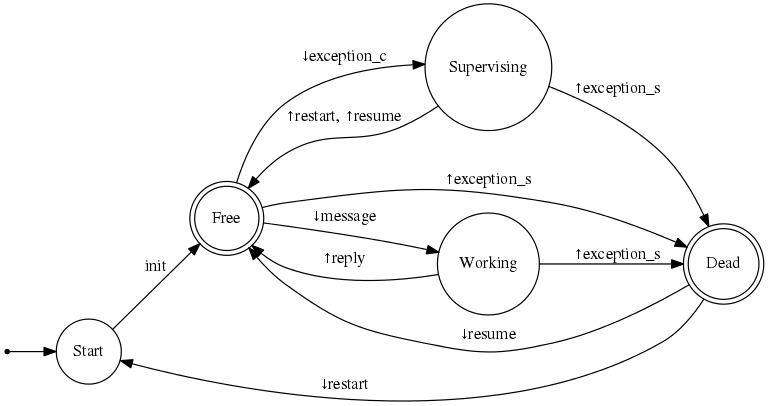 ↓exception_c
Supervising
↑exception_s
↑restart, ↑resume
↑exception_s
Free
↓message
↑reply
Working
↑exception_s
Dead
init
↓resume
Start
↓restart